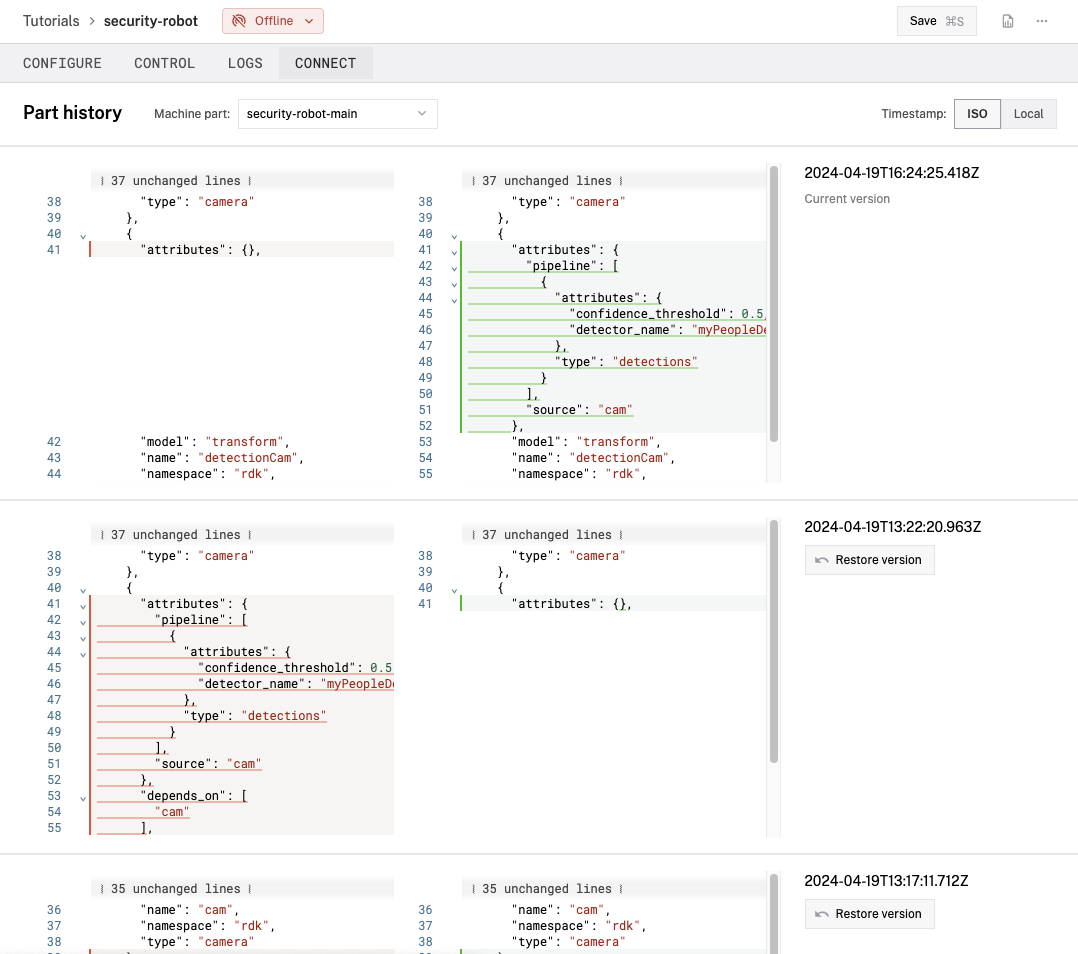 Tutorials > security-robot
Offline
Save ⌘S
···
CONFIGURE CONTROL LOGS CONNECT
Part history
Machine part:
security-robot-main
Timestamp:
ISO Local
37 unchanged lines
38 "type": "camera"
39 },
40 {
41 "attributes": {},
42 "model": "transform",
43 "name": "detectionCam",
44 "namespace": "rdk",
37 unchanged lines
38 "type": "camera"
39 },
40 {
41 "attributes": {
42 "pipeline": [
43 {
44 "attributes": {
45 "confidence_threshold": 0.5,
46 "detector_name": "myPeopleDe
47 },
48 "type": "detections"
49 }
50 ],
51 "source": "cam"
52 },
53 "model": "transform",
54 "name": "detectionCam",
55 "namespace": "rdk",
2024-04-19T16:24:25.418Z
Current version
37 unchanged lines
38 "type": "camera"
39 },
40 {
41 "attributes": {
42 "pipeline": [
43 {
44 "attributes": {
45 "confidence_threshold": 0.5
46 "detector_name": "myPeopleDe
47 },
48 "type": "detections"
49 }
50 ],
51 "source": "cam"
52 },
53 "depends_on": [
54 "cam"
55 ],
37 unchanged lines
38 "type": "camera"
39 },
40 {
41 "attributes": {},
2024-04-19T13:22:20.963Z
Restore version
35 unchanged lines
36 "name": "cam",
37 "namespace": "rdk",
38 "type": "camera"
35 unchanged lines
36 "name": "cam",
37 "namespace": "rdk",
38 "type": "camera"
2024-04-19T13:17:11.712Z
Restore version